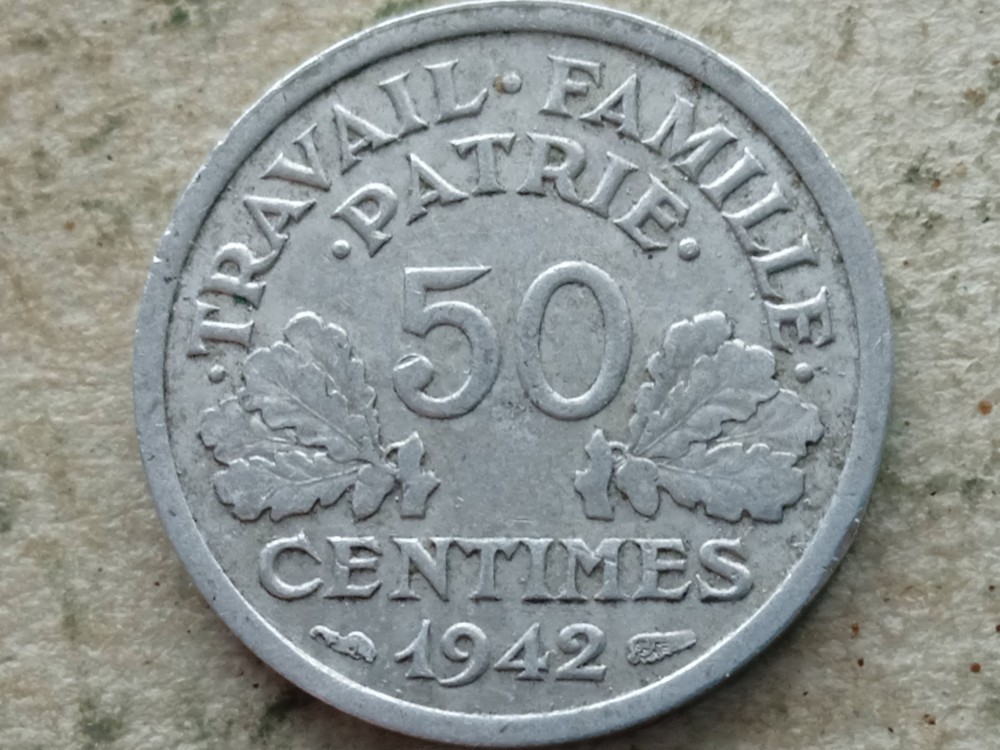 · TRAVAIL · FAMILLE ·
· PATRIE ·
50
CENTIMES
1942